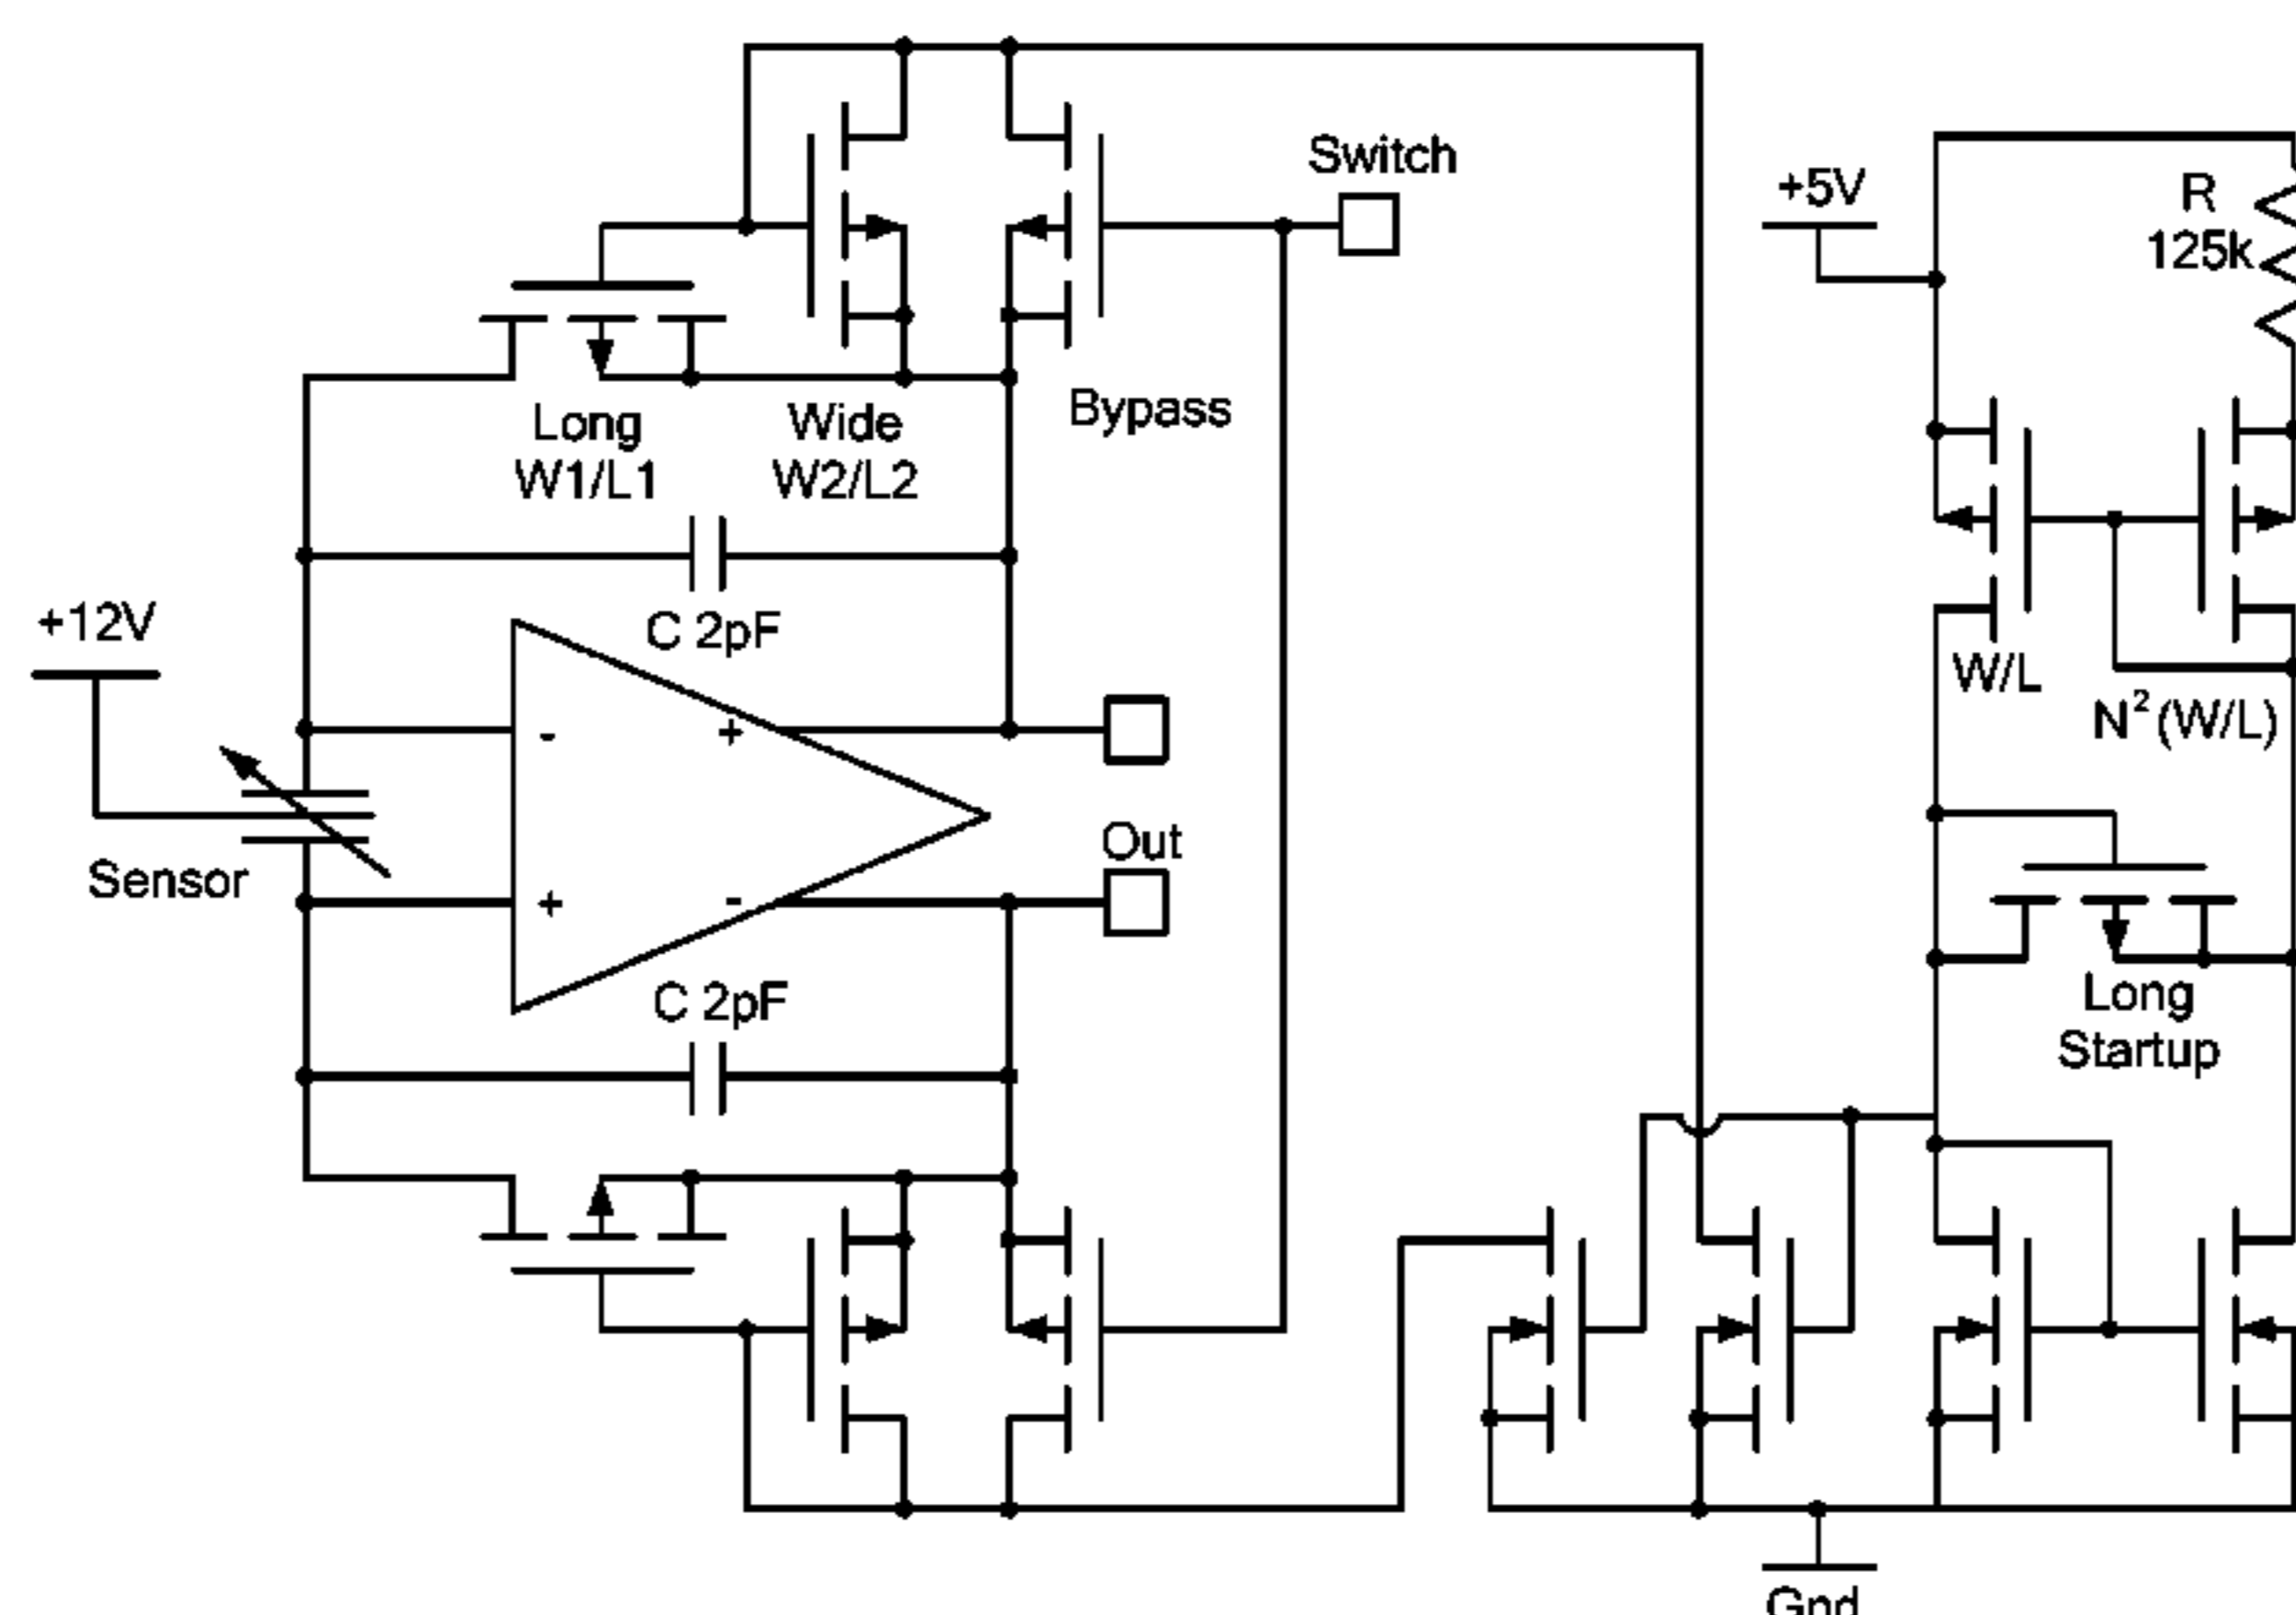 Switch
+5V
R
125k
Bypass
Long
W1/L1
Wide
W2/L2
C 2pF
+12V
-
+
W/L
N²(W/L)
Sensor
+
-
Out
C 2pF
Long
Startup
Gnd